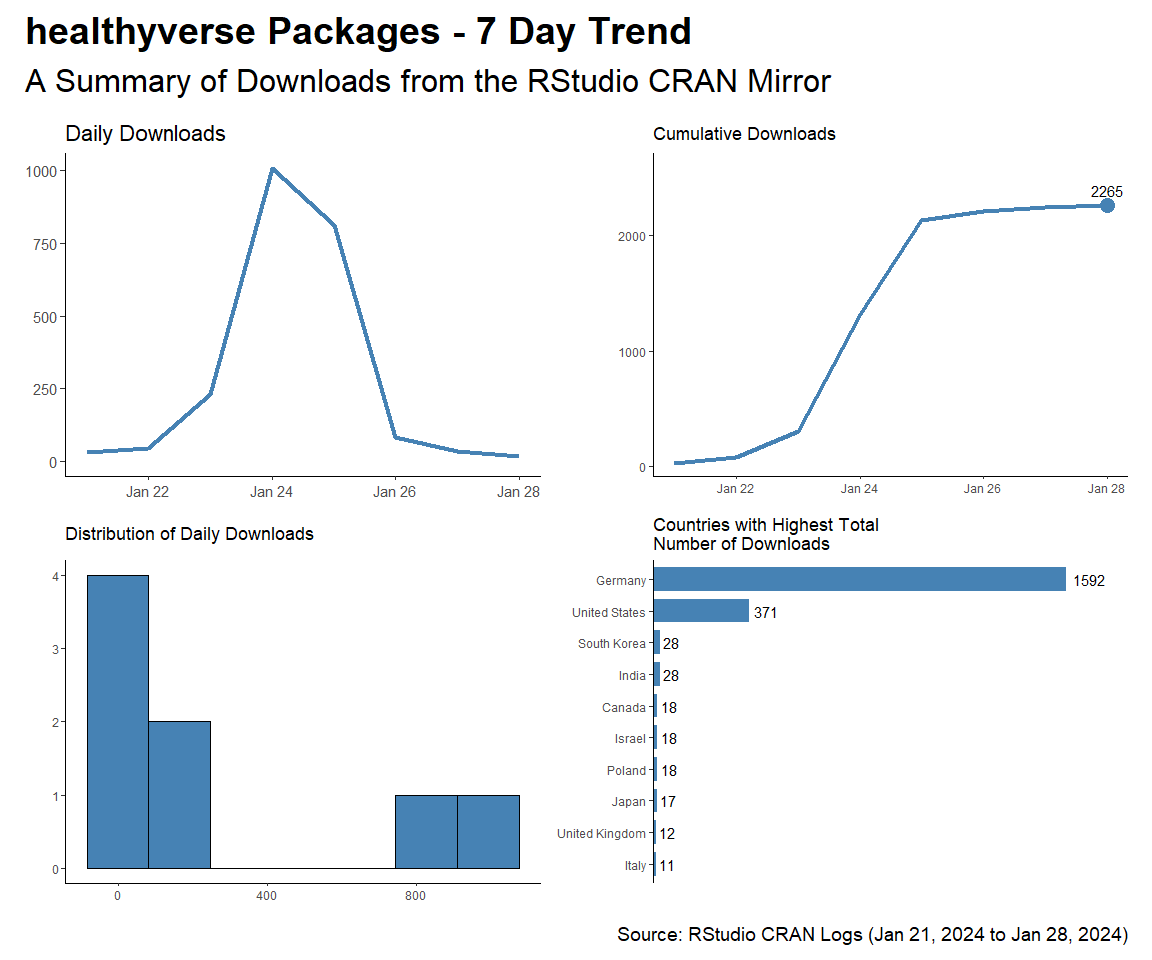 healthyverse Packages - 7 Day Trend
A Summary of Downloads from the RStudio CRAN Mirror
Daily Downloads
1000
750
500
250
0
Jan 22
Jan 24
Jan 26
Jan 28
Cumulative Downloads
2265
2000
1000
0
Jan 22
Jan 24
Jan 26
Jan 28
Distribution of Daily Downloads
4
3
2
1
0
0
400
800
Countries with Highest Total
Number of Downloads
Germany 1592
United States 371
South Korea 28
India 28
Canada 18
Israel 18
Poland 18
Japan 17
United Kingdom 12
Italy 11
Source: RStudio CRAN Logs (Jan 21, 2024 to Jan 28, 2024)